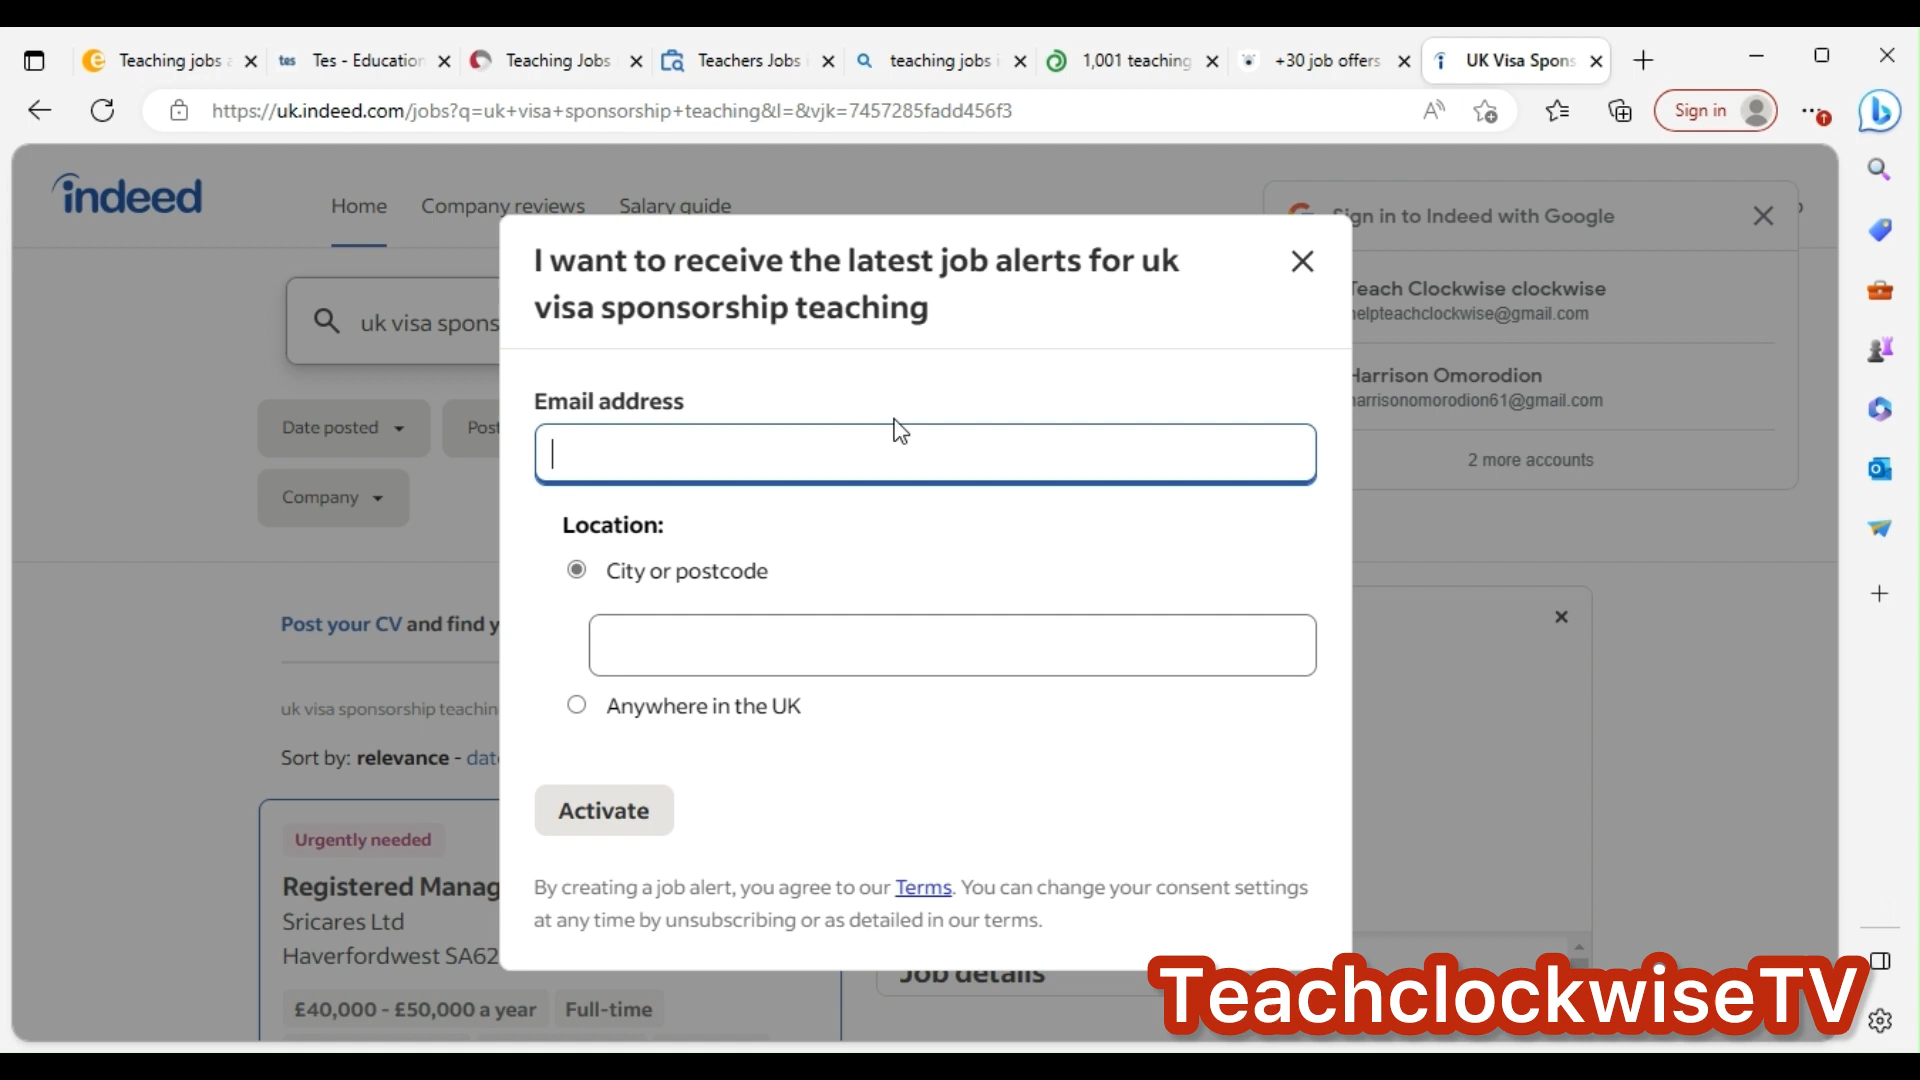 Teaching jobs a
tes Tes - Education
Teaching Jobs
Teachers Jobs
teaching jobs i
1,001 teaching
+30 job offers
UK Visa Spons
https://uk.indeed.com/jobs?q=uk+visa+sponsorship+teaching&l=&vjk=7457285fadd456f3
Sign in
indeed
Home Company reviews Salary guide
Sign in to Indeed with Google
I want to receive the latest job alerts for uk
visa sponsorship teaching
Teach Clockwise clockwise
helpteachclockwise@gmail.com
uk visa spons
Harrison Omorodion
harrisonomorodion61@gmail.com
Email address
Date posted
Post
2 more accounts
Company
Location:
City or postcode
Post your CV and find y
Anywhere in the UK
uk visa sponsorship teachin
Sort by: relevance - date
Activate
Urgently needed
Registered Manag
Sricares Ltd
Haverfordwest SA62
£40,000 - £50,000 a year Full-time
By creating a job alert, you agree to our Terms. You can change your consent settings
at any time by unsubscribing or as detailed in our terms.
Job details
TeachclockwiseTV